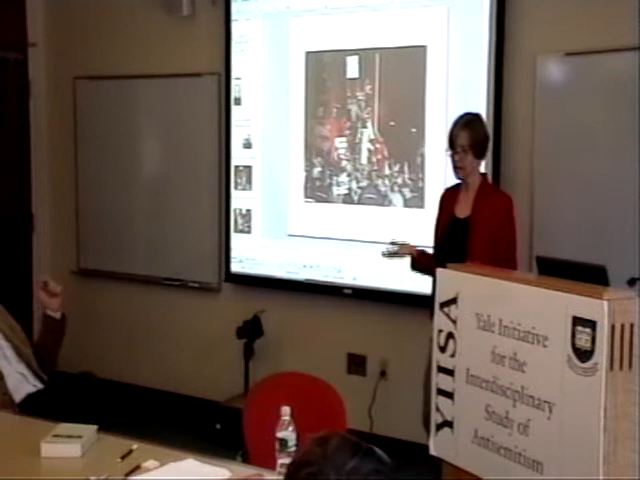 YIISA
Yale Initiative
for the
Interdisciplinary
Study of
Antisemitism